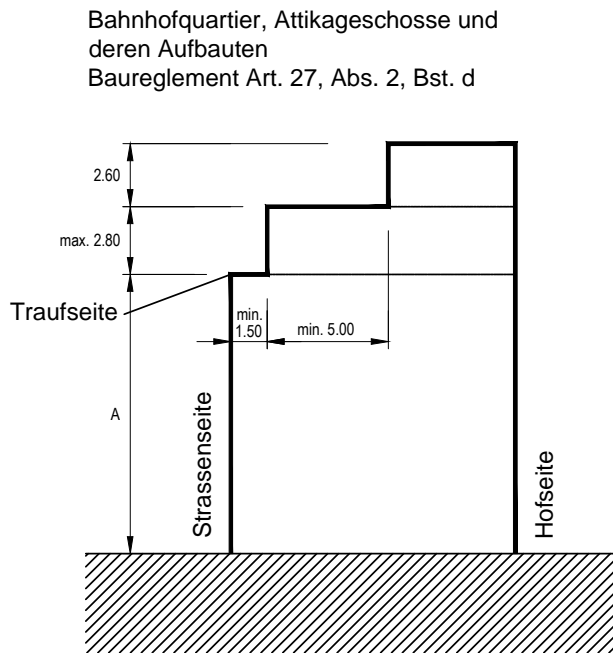 Bahnhofquartier, Attikageschosse und
deren Aufbauten
Baureglement Art. 27, Abs. 2, Bst. d
2.60
max. 2.80
Traufseite
min.
1.50
min. 5.00
A
Strassenseite
Hofseite